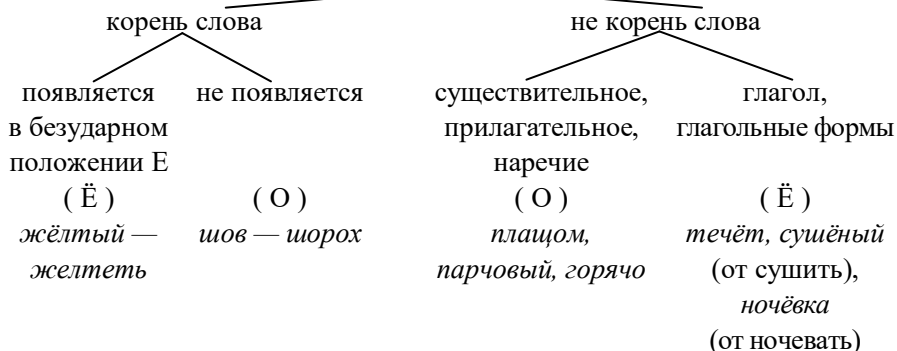 корень слова
не корень слова
появляется
в безударном
положении Е
( Ё )
жёлтый —
желтеть
не появляется
( О )
шов — шорох
существительное,
прилагательное,
наречие
( О )
плащом,
парчовый, горячо
глагол,
глагольные формы
( Ё )
течёт, сушёный
(от сушить),
ночёвка
(от ночевать)